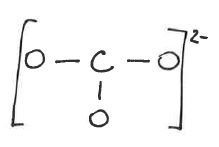 [O — C — O]2-
|
O